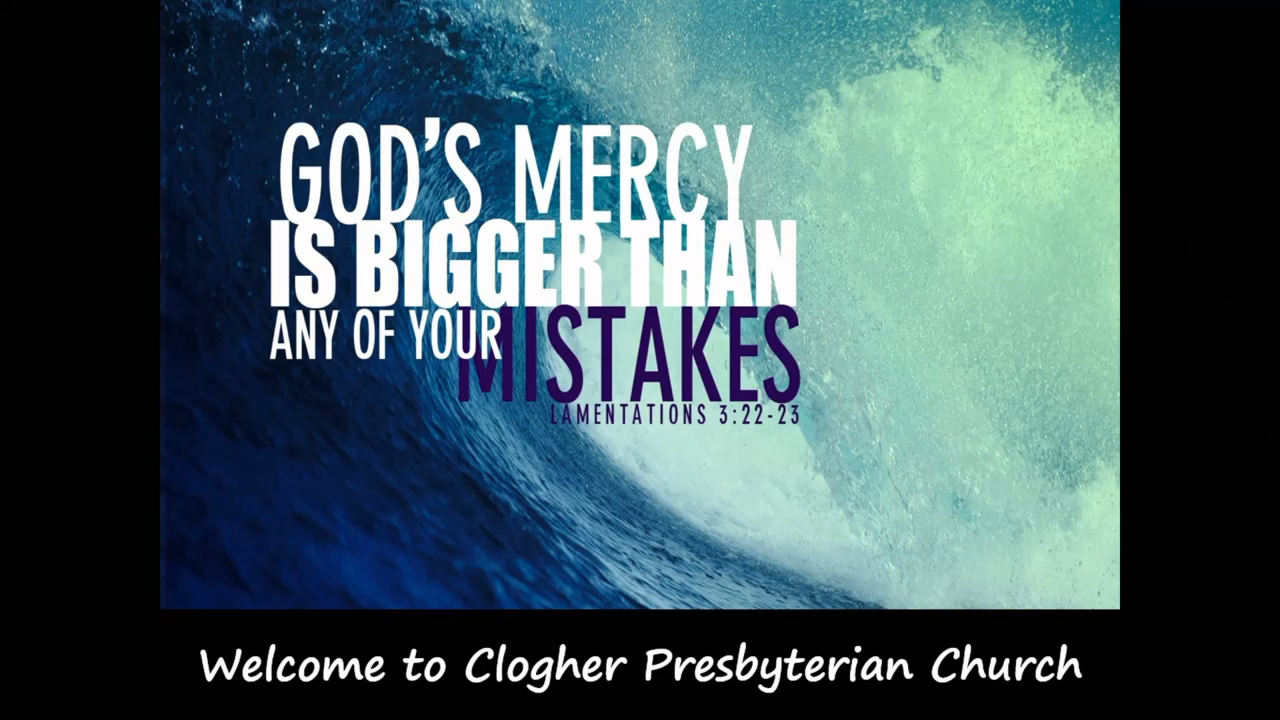 GOD'S MERCY
IS BIGGER THAN
ANY OF YOUR MISTAKES
LAMENTATIONS 3:22-23
Welcome to Clogher Presbyterian Church